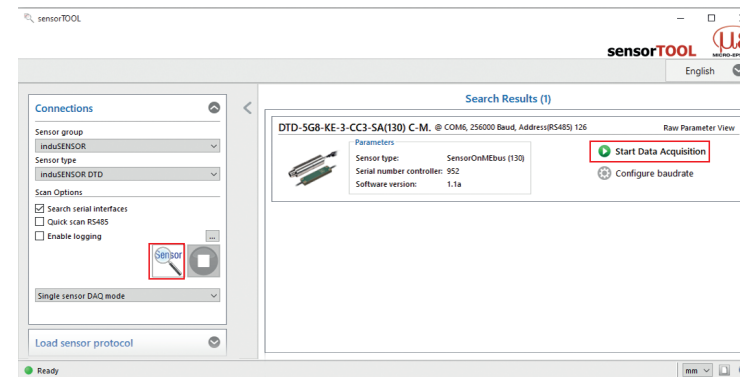 sensorTOOL
sensorTOOL
MICRO-EPS
English
Connections
Sensor group
induSENSOR
Sensor type
induSENSOR DTD
Scan Options
Search serial interfaces
Quick scan RS485
Enable logging
...
Sensor
Single sensor DAQ mode
Load sensor protocol
Search Results (1)
DTD-5G8-KE-3-CC3-SA(130) C-M. @ COM6, 256000 Baud, Address(RS485) 126
Raw Parameter View
Parameters
Sensor type: SensorOnMEbus (130)
Serial number controller: 952
Software version: 1.1a
Start Data Acquisition
Configure baudrate
Ready
mm